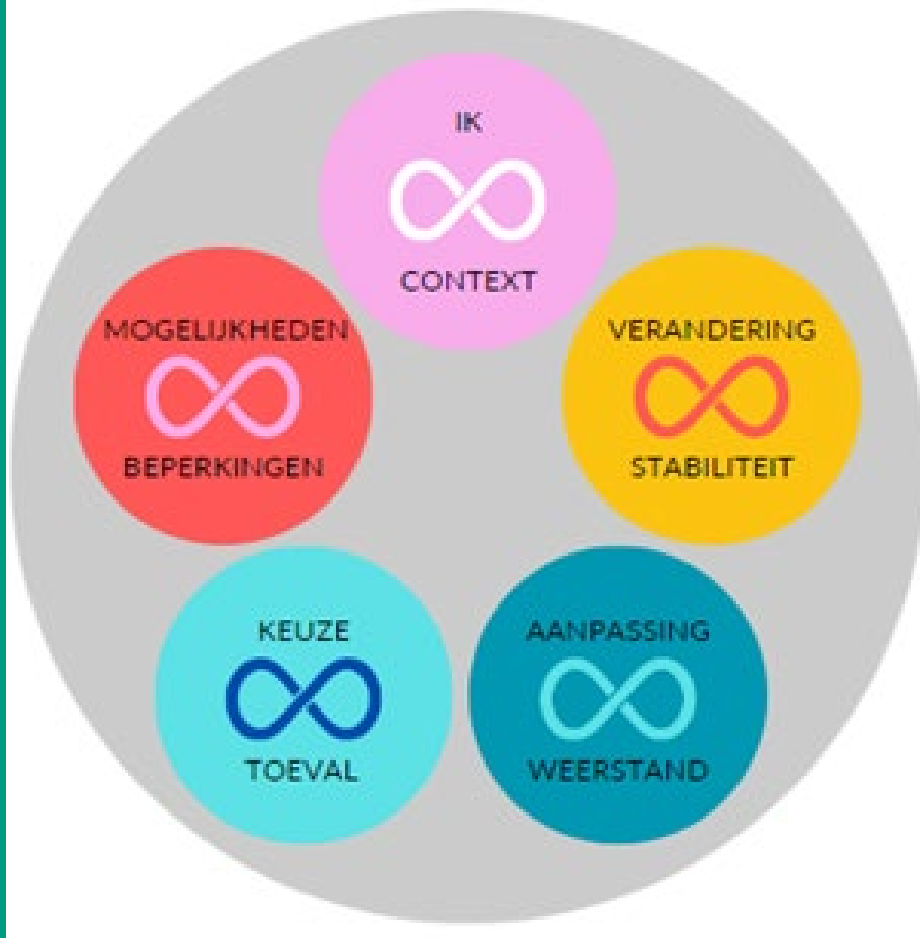 IK
CONTEXT
MOGELIJKHEDEN
BEPERKINGEN
VERANDERING
STABILITEIT
KEUZE
TOEVAL
AANPASSING
WEERSTAND